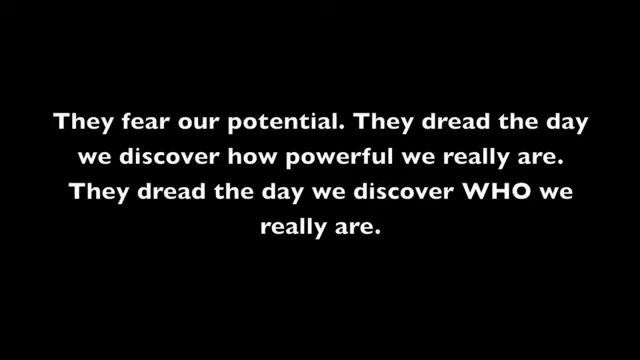 They fear our potential. They dread the day
we discover how powerful we really are.
They dread the day we discover WHO we
really are.